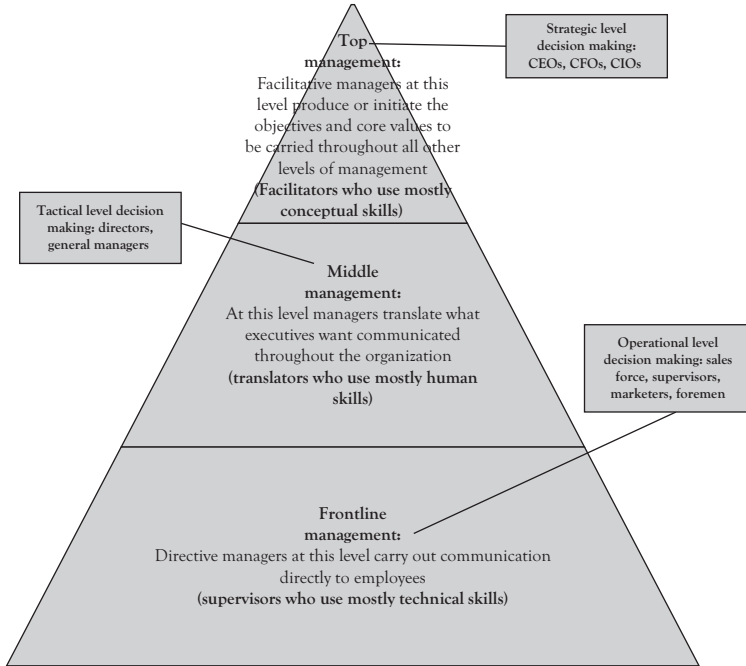 Top
management:
Facilitative managers at this
level produce or initiate the
objectives and core values to
be carried throughout all other
levels of management
(Facilitators who use mostly
conceptual skills)
Strategic level
decision making:
CEOs, CFOs, CIOs
Tactical level decision
making: directors,
general managers
Middle
management:
At this level managers translate what
executives want communicated
throughout the organization
(translators who use mostly human
skills)
Operational level
decision making: sales
force, supervisors,
marketers, foremen
Frontline
management:
Directive managers at this level carry out communication
directly to employees
(supervisors who use mostly technical skills)